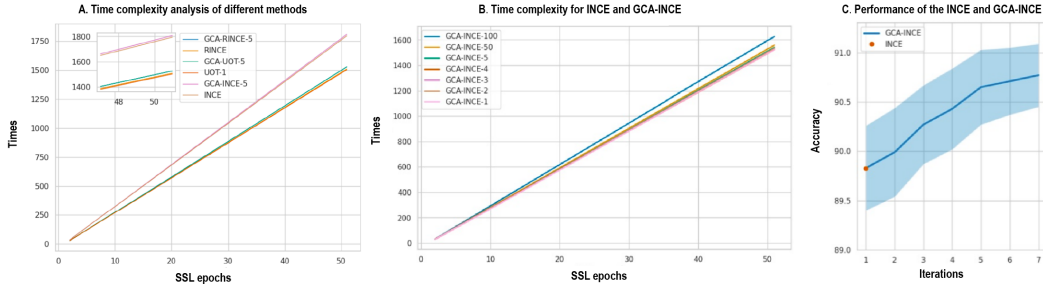 A. Time complexity analysis of different methods
1750
1500
1250
1000
750
500
250
0
Times
1800
1600
1400
48
50
GCA-RINCE-5
RINCE
GCA-UOT-5
UOT-1
GCA-INCE-5
INCE
0
10
20
30
40
50
SSL epochs
B. Time complexity for INCE and GCA-INCE
1600
1400
1200
1000
800
600
400
200
0
Times
GCA-INCE-100
GCA-INCE-50
GCA-INCE-5
GCA-INCE-4
GCA-INCE-3
GCA-INCE-2
GCA-INCE-1
0
10
20
30
40
50
SSL epochs
C. Performance of the INCE and GCA-INCE
91.0
90.5
90.0
89.5
89.0
Accuracy
GCA-INCE
INCE
1
2
3
4
5
6
7
Iterations